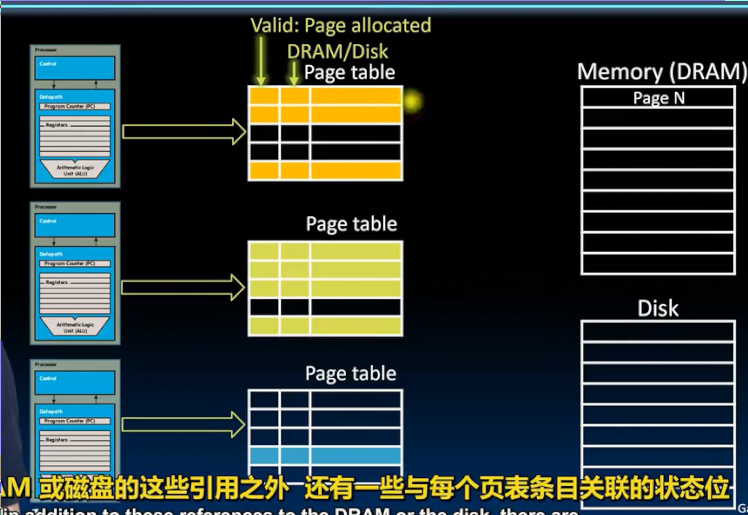 Valid: Page allocated
DRAM/Disk
Page table
Memory (DRAM)
Page N
Processor
Control
Datapath
Program Counter (PC)
Registers
Arithmetic-Logic
Unit (ALU)
Page table
Processor
Control
Datapath
Program Counter (PC)
Registers
Arithmetic-Logic
Unit (ALU)
Disk
Page table
Processor
Control
Datapath
Program Counter (PC)
Registers
AM 或磁盘的这些引用之外 还有一些与每个页表条目关联的状态位
in addition to these references to the DRAM or the disk, there are